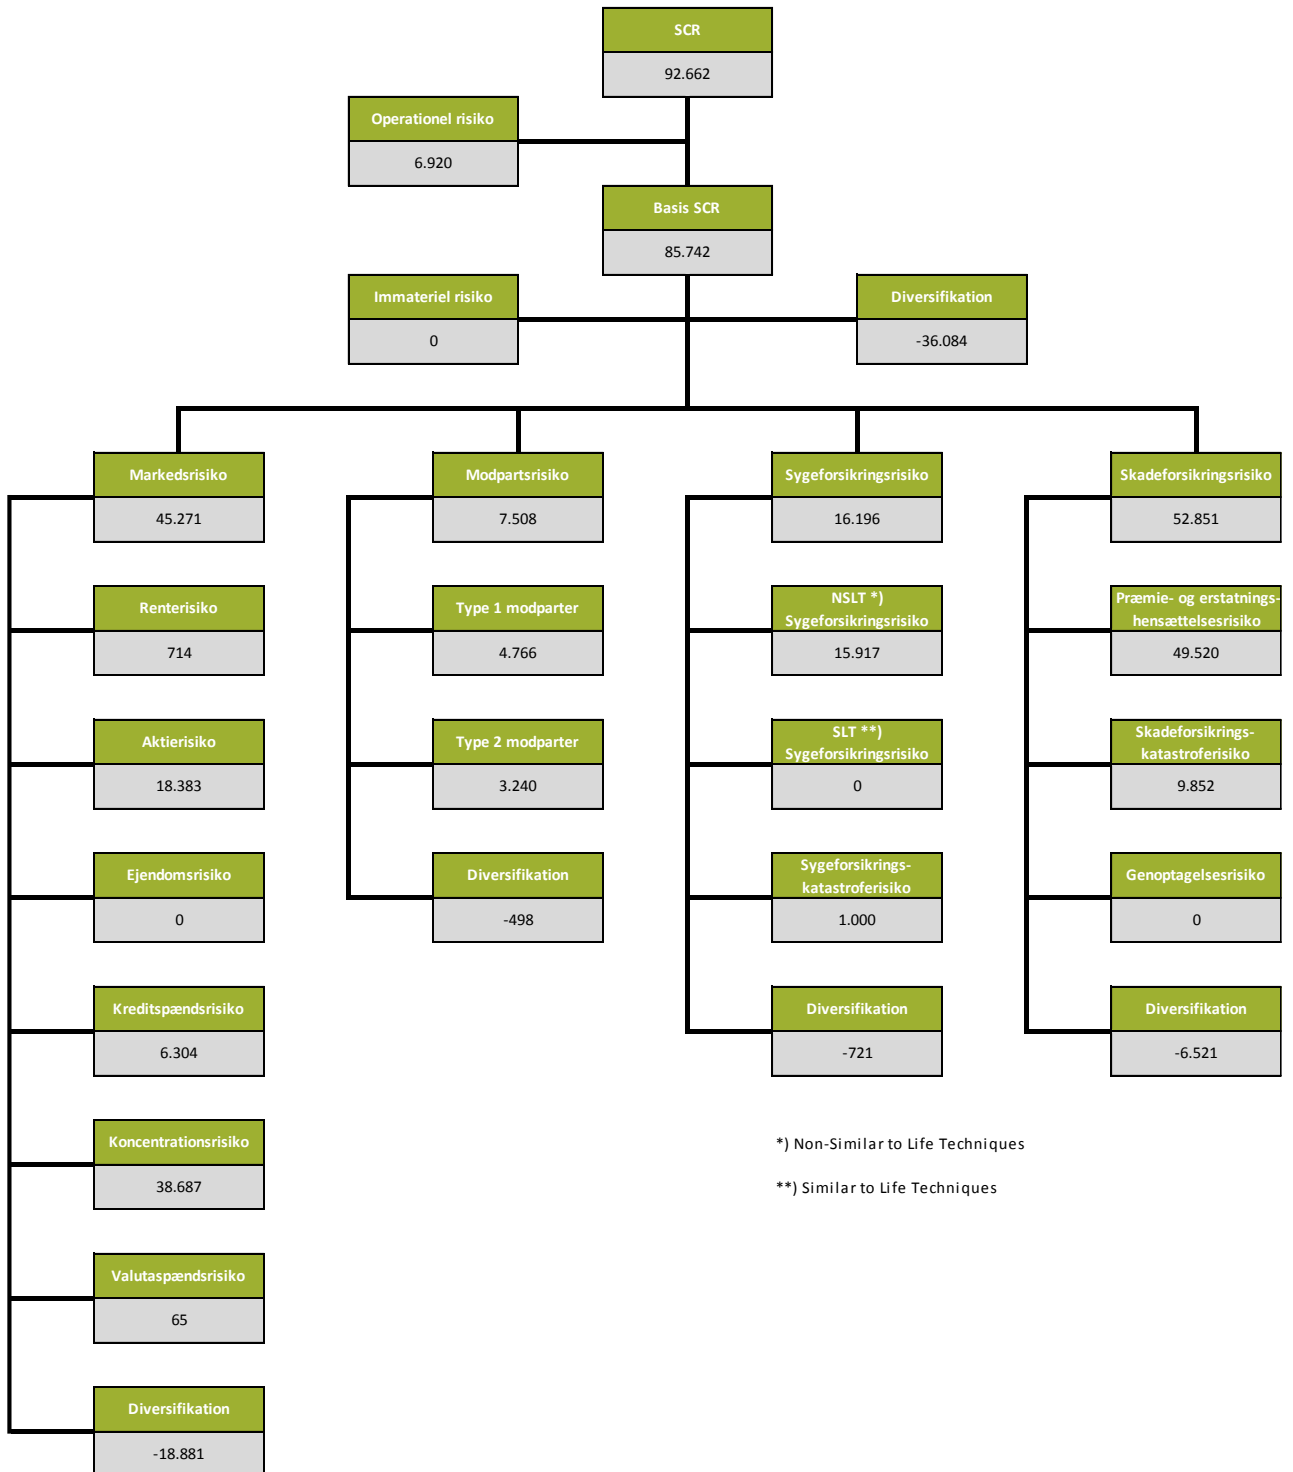 SCR
92.662
Operationel risiko
6.920
Basis SCR
85.742
Immateriel risiko
0
Diversifikation
-36.084
Markedsrisiko
45.271
Renterisiko
714
Aktierisiko
18.383
Ejendomsrisiko
0
Kreditspændsrisiko
6.304
Koncentrationsrisiko
38.687
Valutaspændsrisiko
65
Diversifikation
-18.881
Modpartsrisiko
7.508
Type 1 modparter
4.766
Type 2 modparter
3.240
Diversifikation
-498
Sygeforsikringsrisiko
16.196
NSLT *)
Sygeforsikringsrisiko
15.917
SLT **)
Sygeforsikringsrisiko
0
Sygeforsikrings-
katastroferisiko
1.000
Diversifikation
-721
Skadeforsikringsrisiko
52.851
Præmie- og erstatnings-
hensættelsesrisiko
49.520
Skadeforsikrings-
katastroferisiko
9.852
Genoptagelsesrisiko
0
Diversifikation
-6.521
*) Non-Similar to Life Techniques
**) Similar to Life Techniques